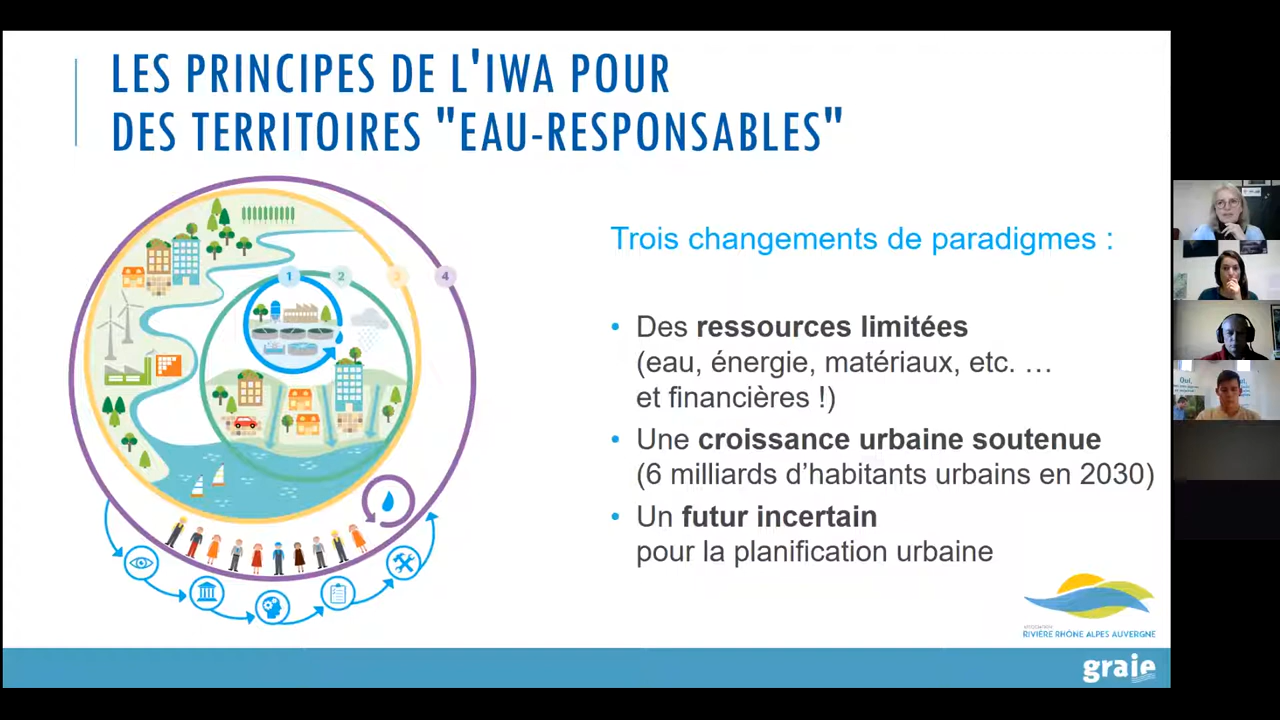 LES PRINCIPES DE L'IWA POUR
DES TERRITOIRES "EAU-RESPONSABLES"
1
2
3
4
Trois changements de paradigmes :
• Des ressources limitées
(eau, énergie, matériaux, etc. …
et financières !)
• Une croissance urbaine soutenue
(6 milliards d’habitants urbains en 2030)
• Un futur incertain
pour la planification urbaine
RIVIÈRE RHÔNE ALPES AUVERGNE
graie
Oui,